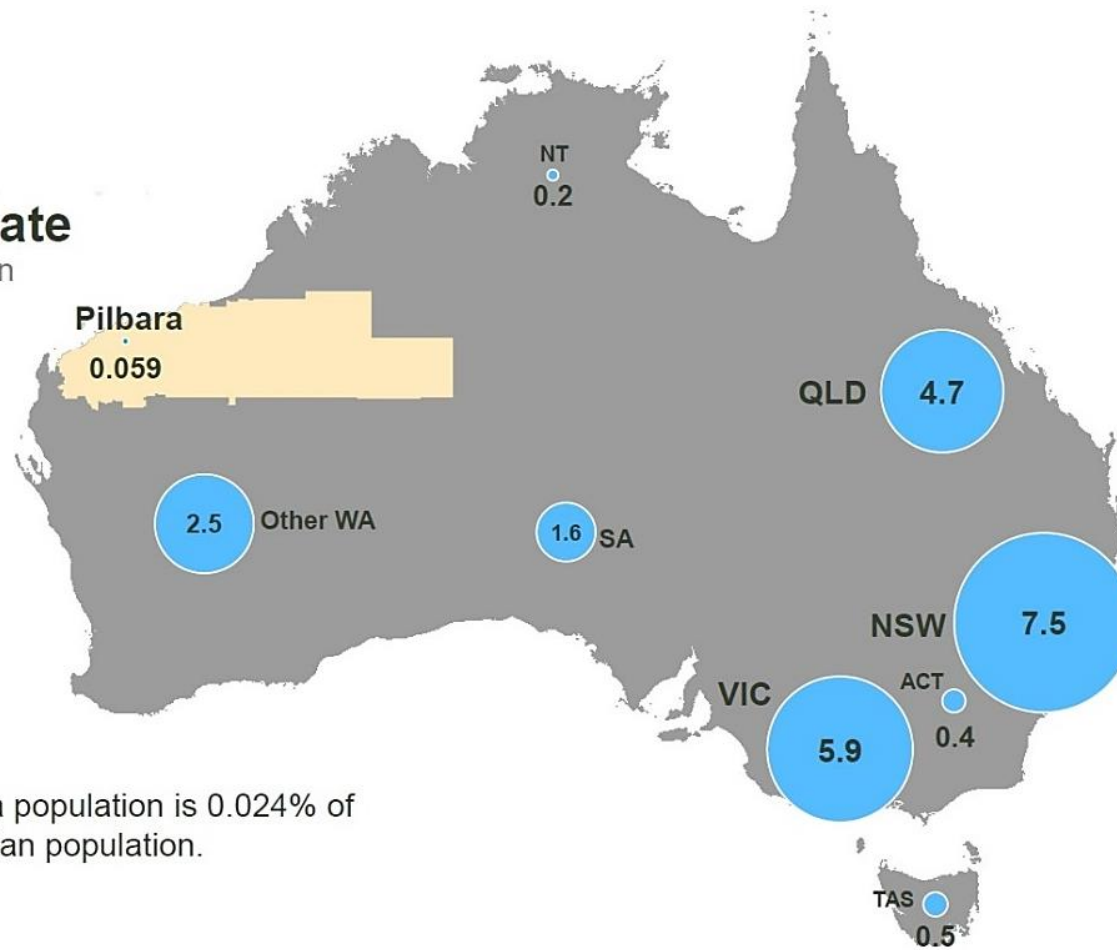 NT
0.2
ate
n
Pilbara
0.059
QLD
4.7
2.5
Other WA
1.6
SA
NSW
7.5
ACT
0.4
VIC
5.9
population is 0.024% of
an population.
TAS
0.5